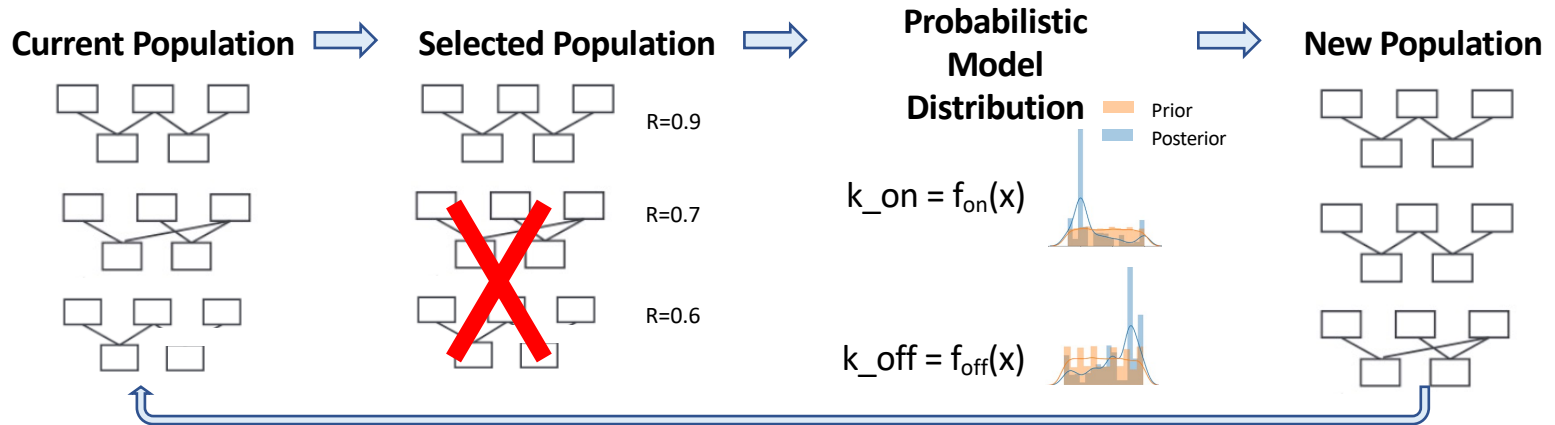 Current Population
Selected Population
Probabilistic
Model
Distribution
New Population
R=0.9
R=0.7
R=0.6
Prior
Posterior
k_on = fon(x)
k_off = foff(x)